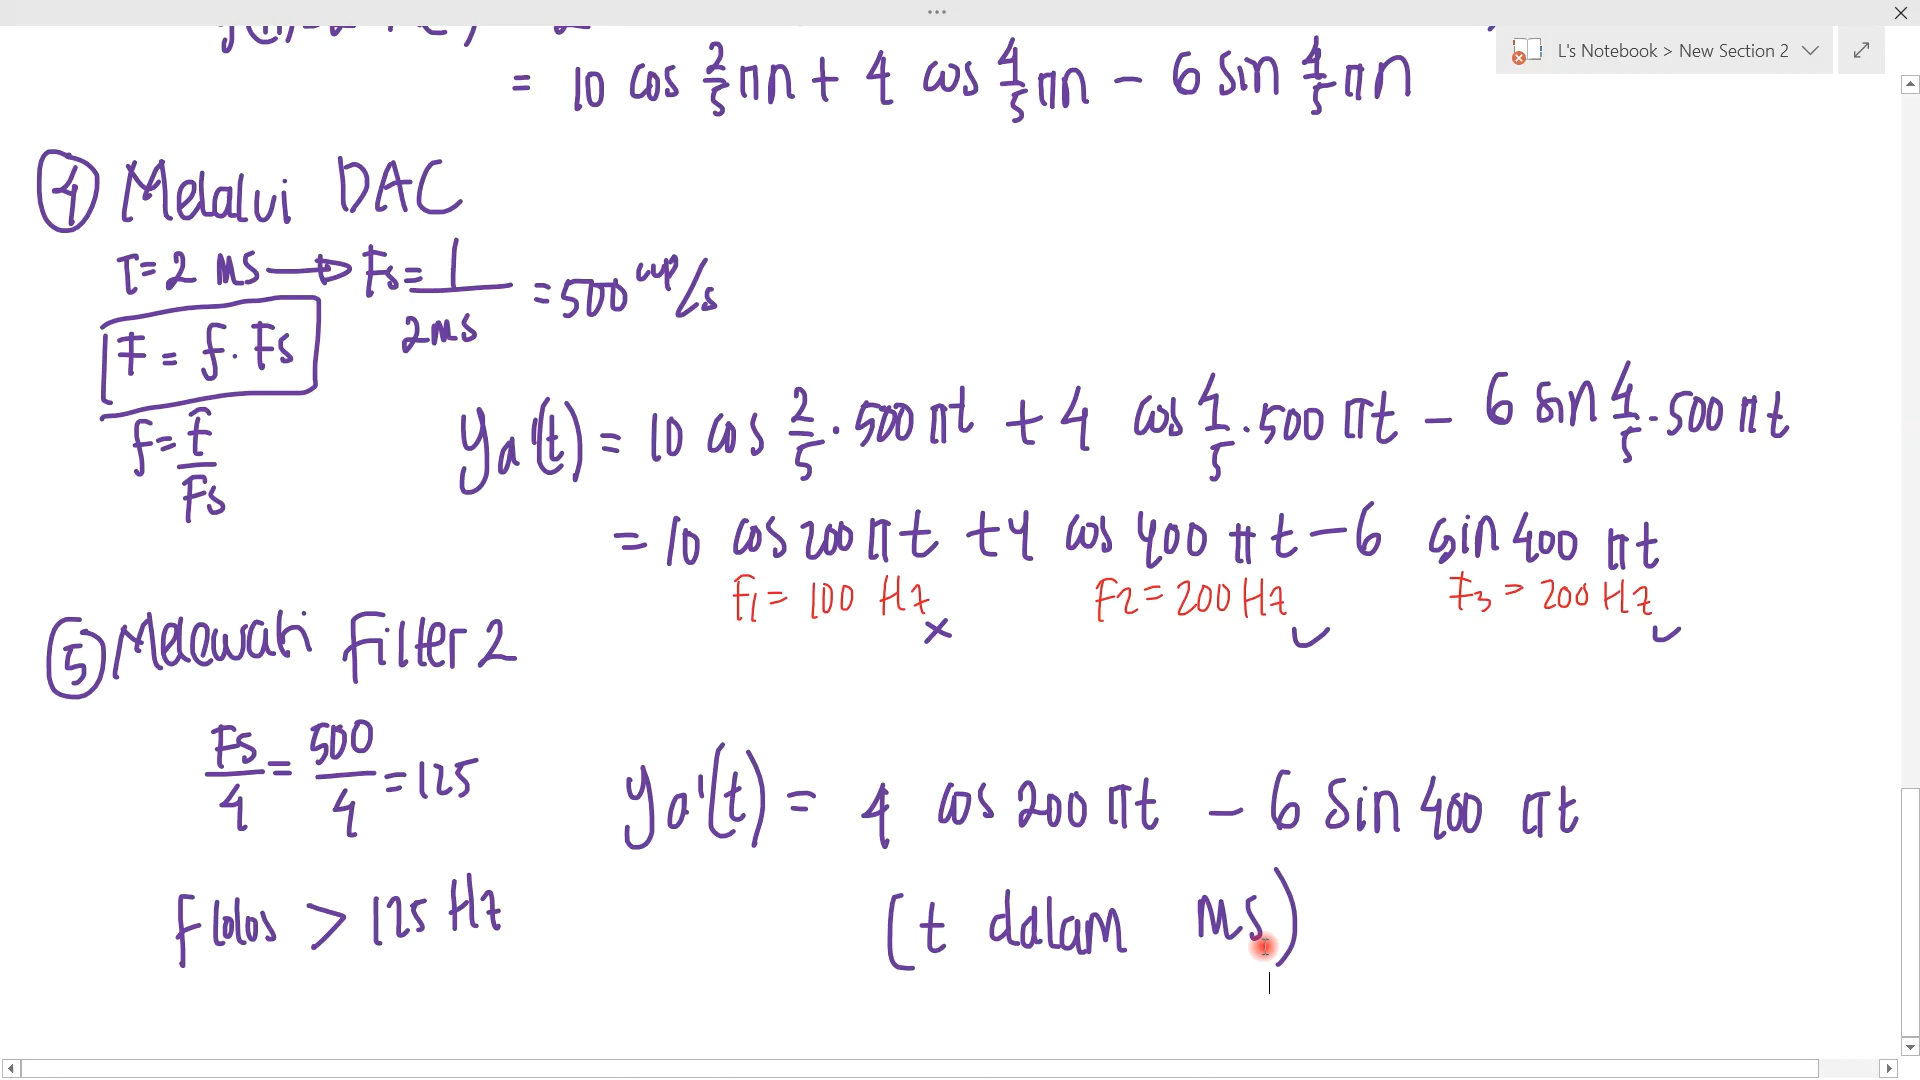 L's Notebook > New Section 2
= 10 cos 2/5 πn + 4 cos 4/5 πn − 6 sin 4/5 πn
④ Melalui DAC
T = 2 ms → Fs = 1/2ms = 500 cup/s
F = f . Fs
f = F/Fs
ya'(t) = 10 cos 2/5 . 500 πt + 4 cos 4/5 . 500 πt − 6 sin 4/5 . 500 πt
= 10 cos 200 πt + 4 cos 400 πt − 6 sin 400 πt
F1 = 100 Hz × F2 = 200 Hz ✓ F3 = 200 Hz ✓
⑤ Melewati Filter 2
Fs/4 = 500/4 = 125
ya'(t) = 4 cos 200 πt − 6 sin 400 πt
F lolos > 125 Hz
(t dalam ms)